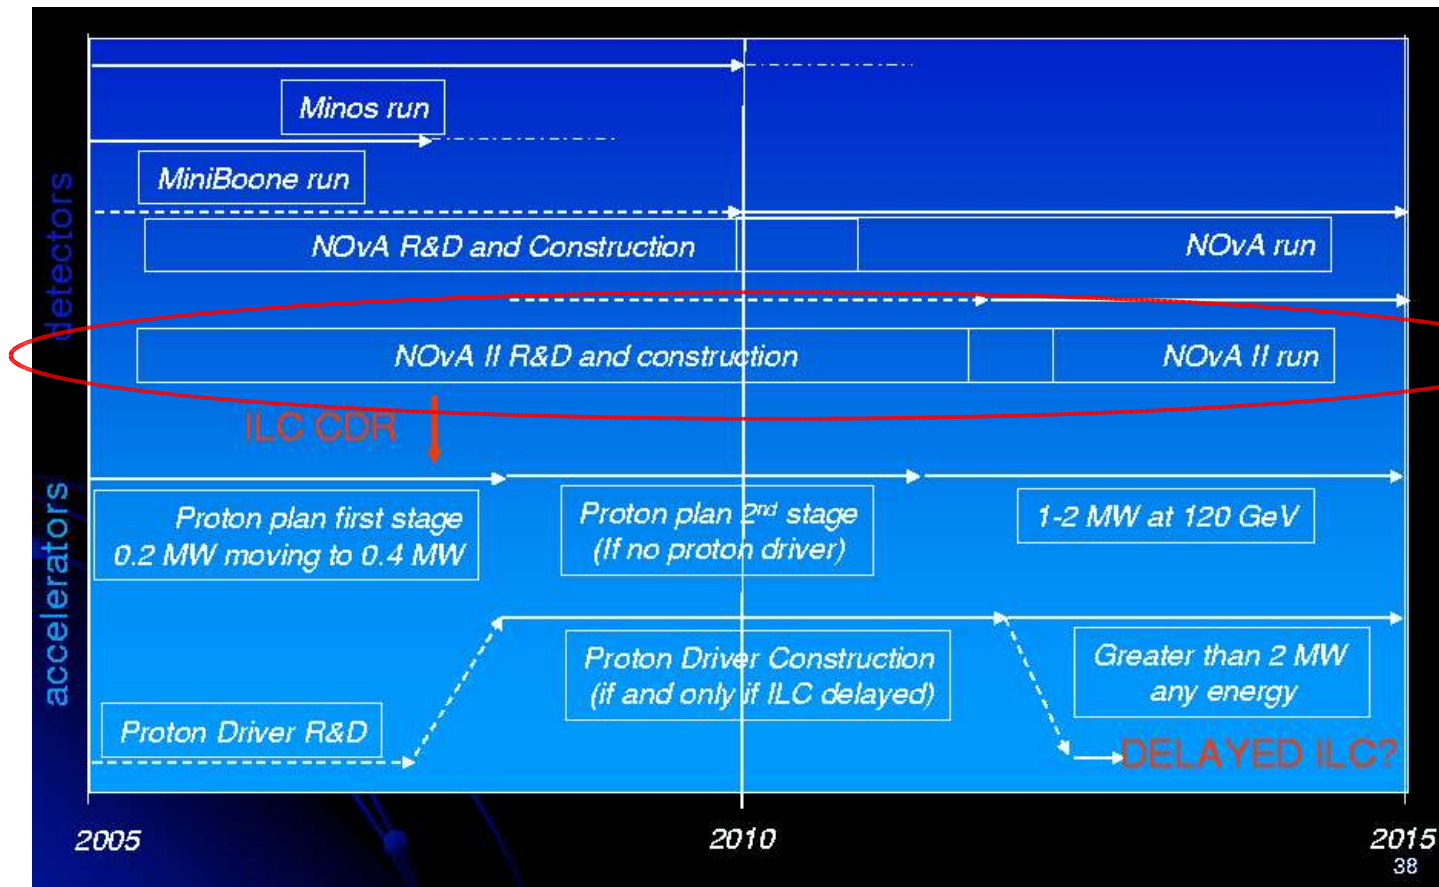 Minos run
MiniBoone run
NOvA R&D and Construction
NOvA run
NOvA II R&D and construction
NOvA II run
detectors
ILC CDR
Proton plan first stage
0.2 MW moving to 0.4 MW
Proton plan 2nd stage
(If no proton driver)
1-2 MW at 120 GeV
Proton Driver Construction
(if and only if ILC delayed)
Greater than 2 MW
any energy
Proton Driver R&D
DELAYED ILC?
accelerators
2005
2010
2015
38